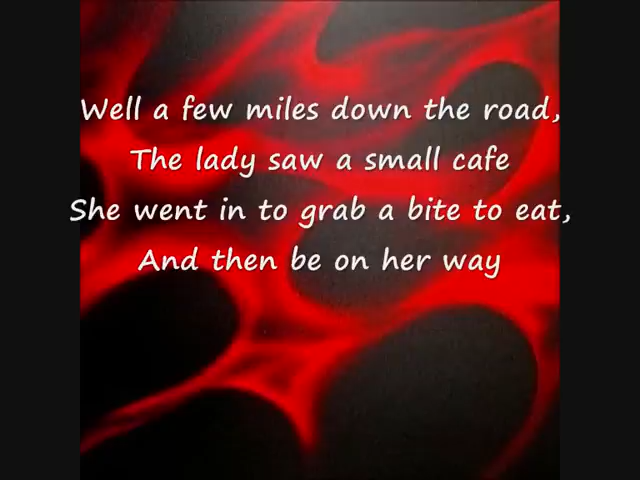 Well a few miles down the road,
The lady saw a small cafe
She went in to grab a bite to eat,
And then be on her way